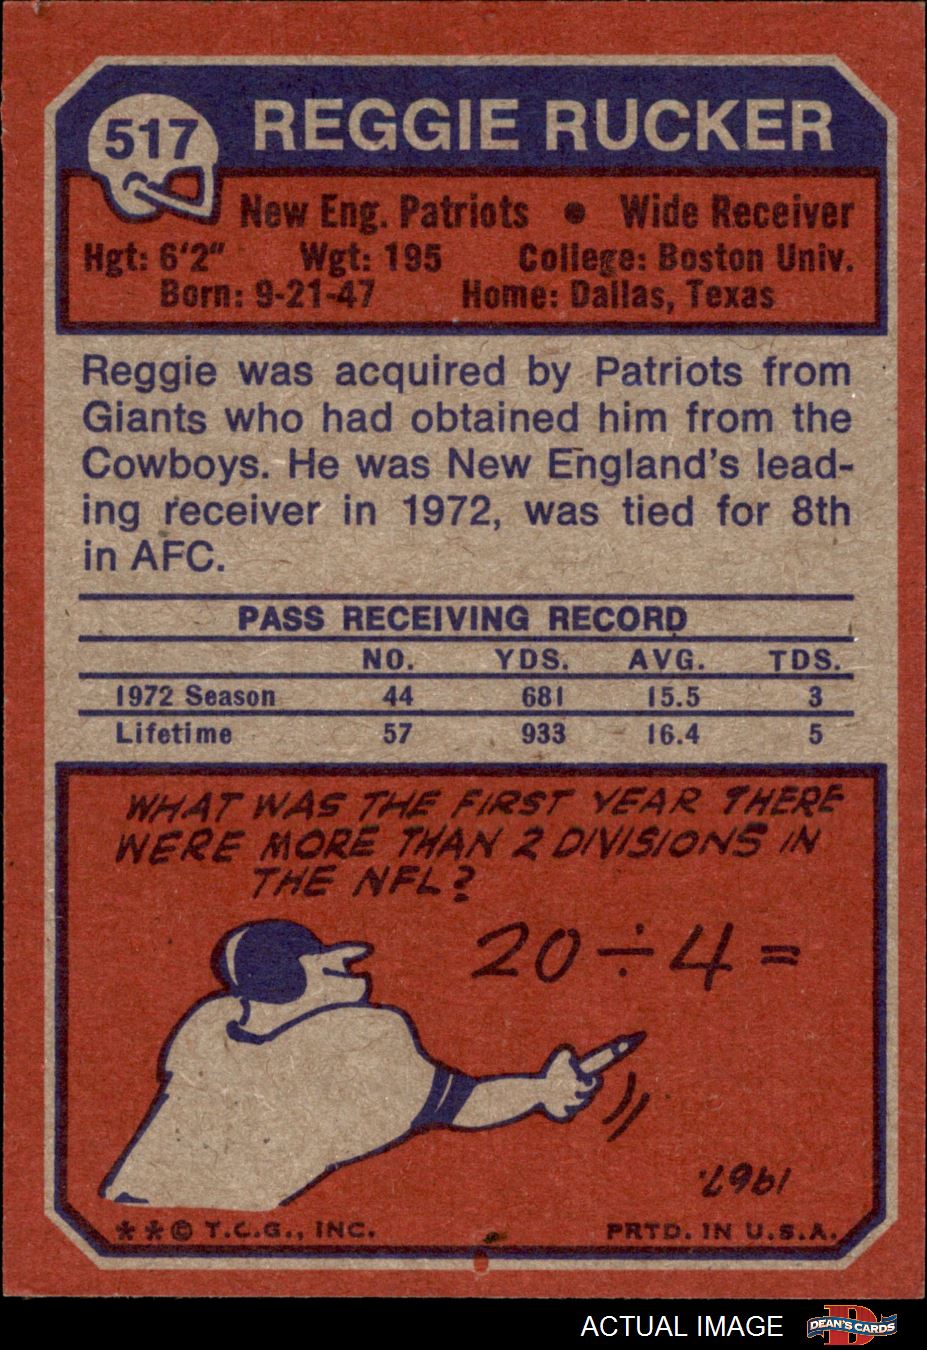 517 REGGIE RUCKER
New Eng. Patriots • Wide Receiver
Hgt: 6'2" Wgt: 195 College: Boston Univ.
Born: 9-21-47 Home: Dallas, Texas
Reggie was acquired by Patriots from
Giants who had obtained him from the
Cowboys. He was New England's lead-
ing receiver in 1972, was tied for 8th
in AFC.
PASS RECEIVING RECORD
NO. YDS. AVG. TDS.
1972 Season 44 681 15.5 3
Lifetime 57 933 16.4 5
WHAT WAS THE FIRST YEAR THERE
WERE MORE THAN 2 DIVISIONS IN
THE NFL?
20 ÷ 4 =
1967.
**© T.C.G., INC. PRTD. IN U.S.A.
ACTUAL IMAGE D DEAN'S CARDS